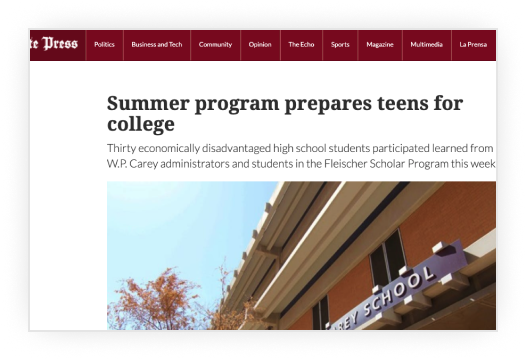 te Press Politics Business and Tech Community Opinion The Echo Sports Magazine Multimedia La Prensa
Summer program prepares teens for
college
Thirty economically disadvantaged high school students participated learned from
W.P. Carey administrators and students in the Fleischer Scholar Program this week
REY SCHOOL